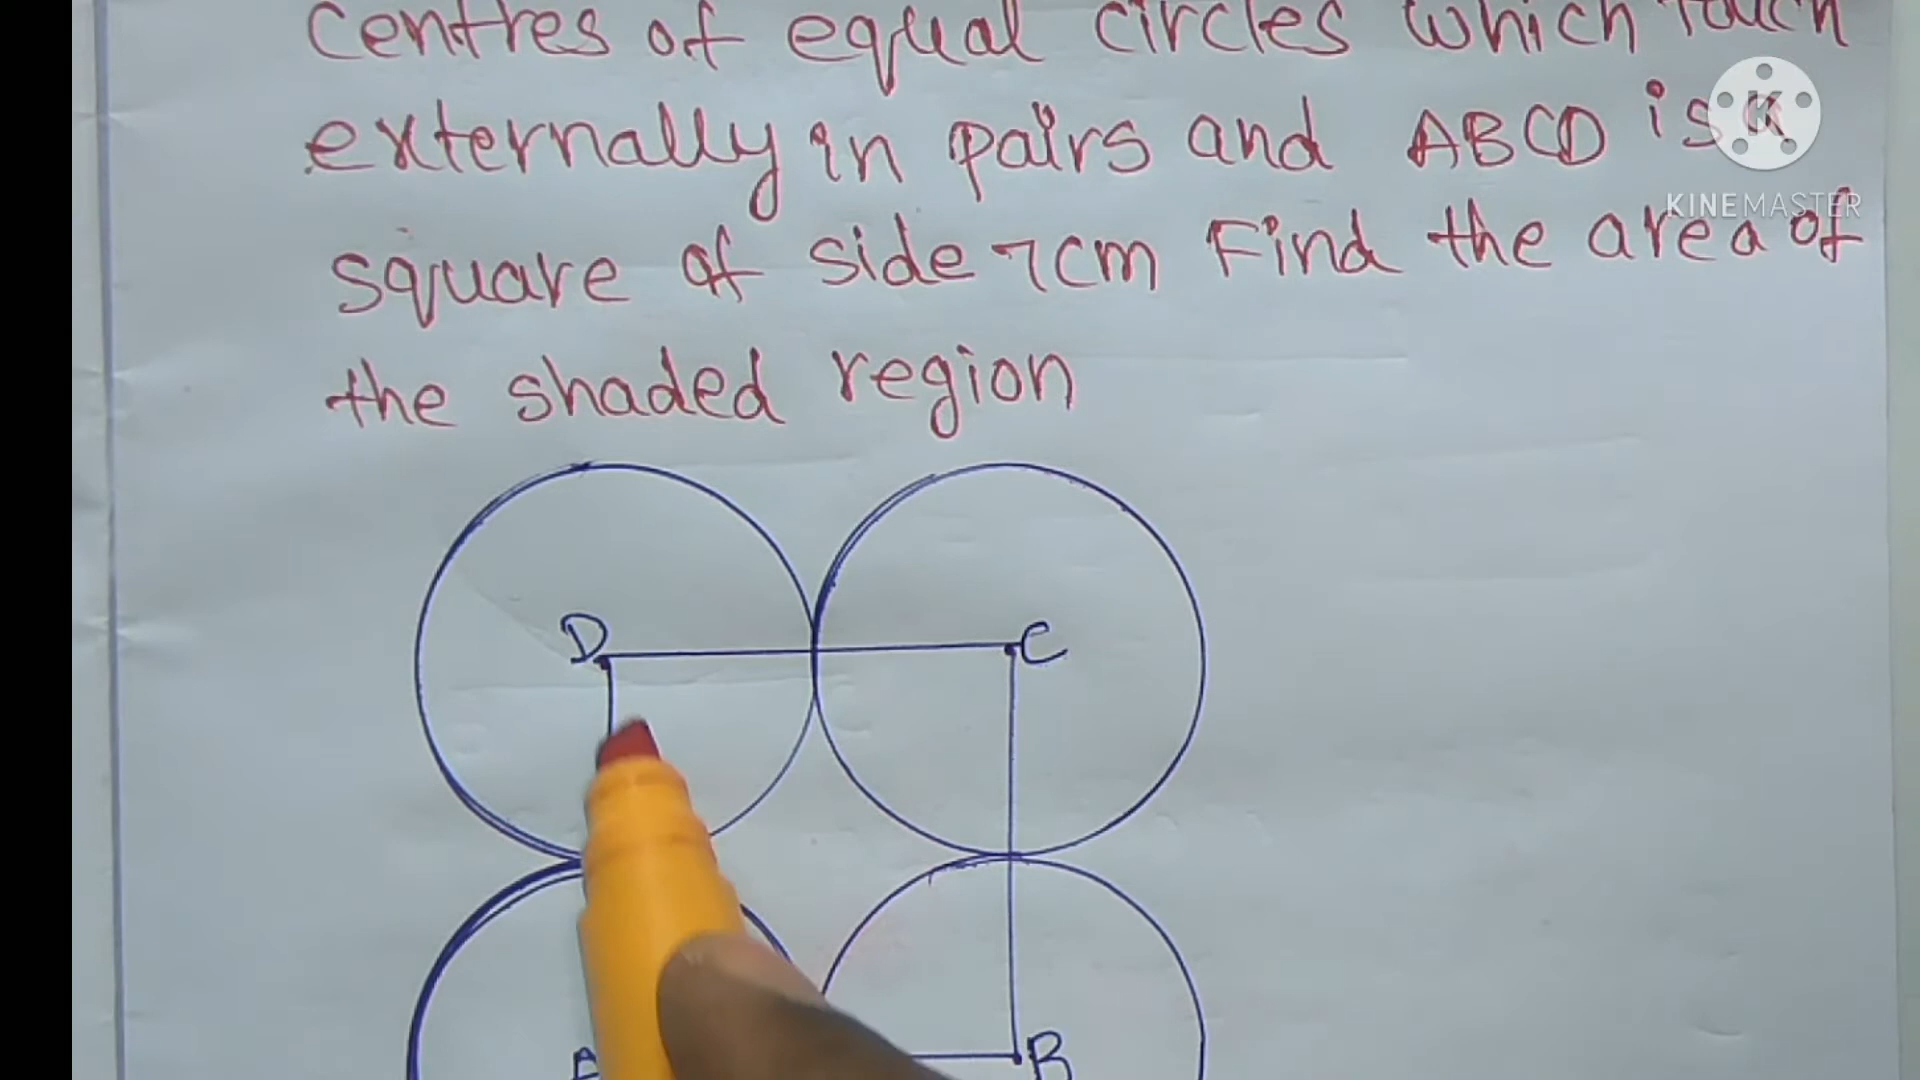 centres of equal circles which touch
externally in pairs and ABCD is a
K
KINEMASTER
square of side 7cm Find the area of
the shaded region
D
C
A
B